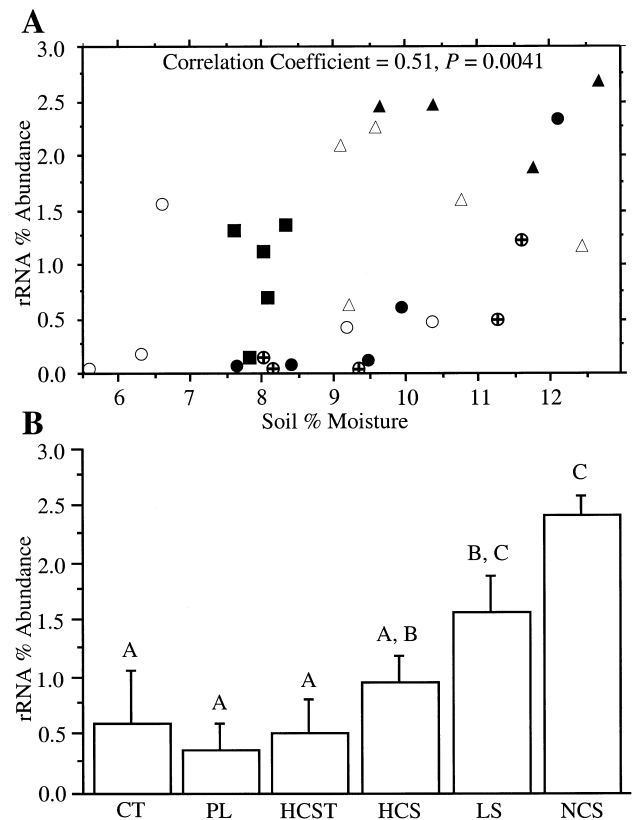 A
3.0
Correlation Coefficient = 0.51, P = 0.0041
2.5
2.0
1.5
1.0
0.5
0.0
rRNA % Abundance
6 7 8 9 10 11 12
Soil % Moisture
B
3.0
2.5
2.0
1.5
1.0
0.5
0.0
rRNA % Abundance
A
A
A
A, B
B, C
C
CT PL HCST HCS LS NCS